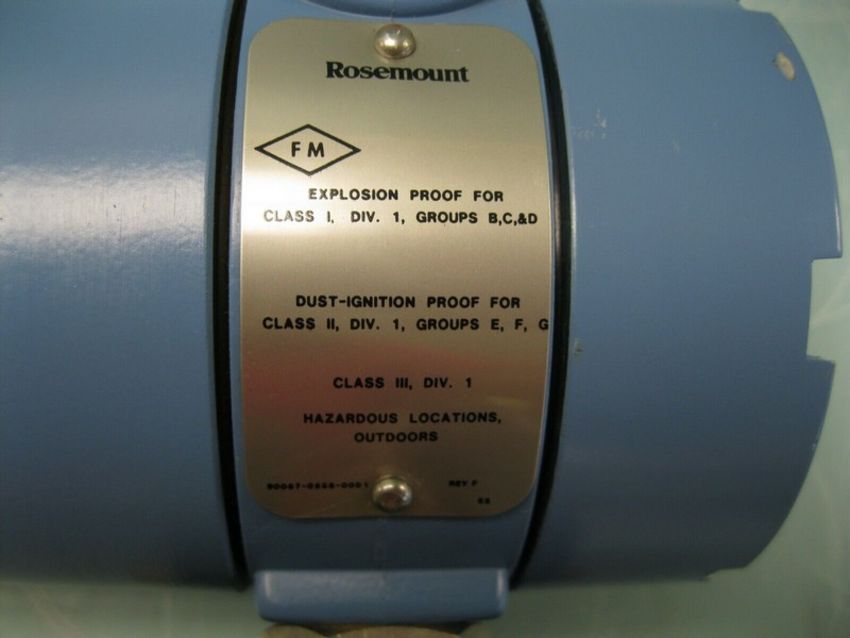 Rosemount
FM
EXPLOSION PROOF FOR
CLASS I, DIV. 1, GROUPS B,C,&D
DUST-IGNITION PROOF FOR
CLASS II, DIV. 1, GROUPS E, F, G
CLASS III, DIV. 1
HAZARDOUS LOCATIONS,
OUTDOORS
REV F